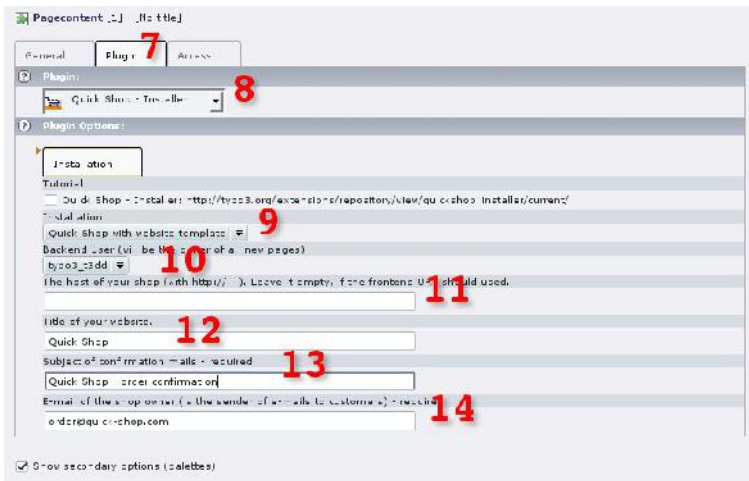 Pagecontent [1] [No title]
7
General Plugin Access
Plugin:
Quick Shop - Installer
8
Plugin Options:
Installation
Tutorial
Quick Shop - Installer: http://typo3.org/extensions/repository/view/quickshop_installer/current/
Installation
Quick Shop with website template
9
Backend User (will be the owner of all new pages)
typo3_t3dd
10
The host of your shop (with http://...). Leave it empty, if the frontend URL should used.
11
Title of your website.
Quick Shop
12
Subject of confirmation mails - required
13
Quick Shop - order confirmation
E-mail of the shop owner (is the sender of e-mails to customers) - required
14
order@quick-shop.com
Show secondary options (palettes)